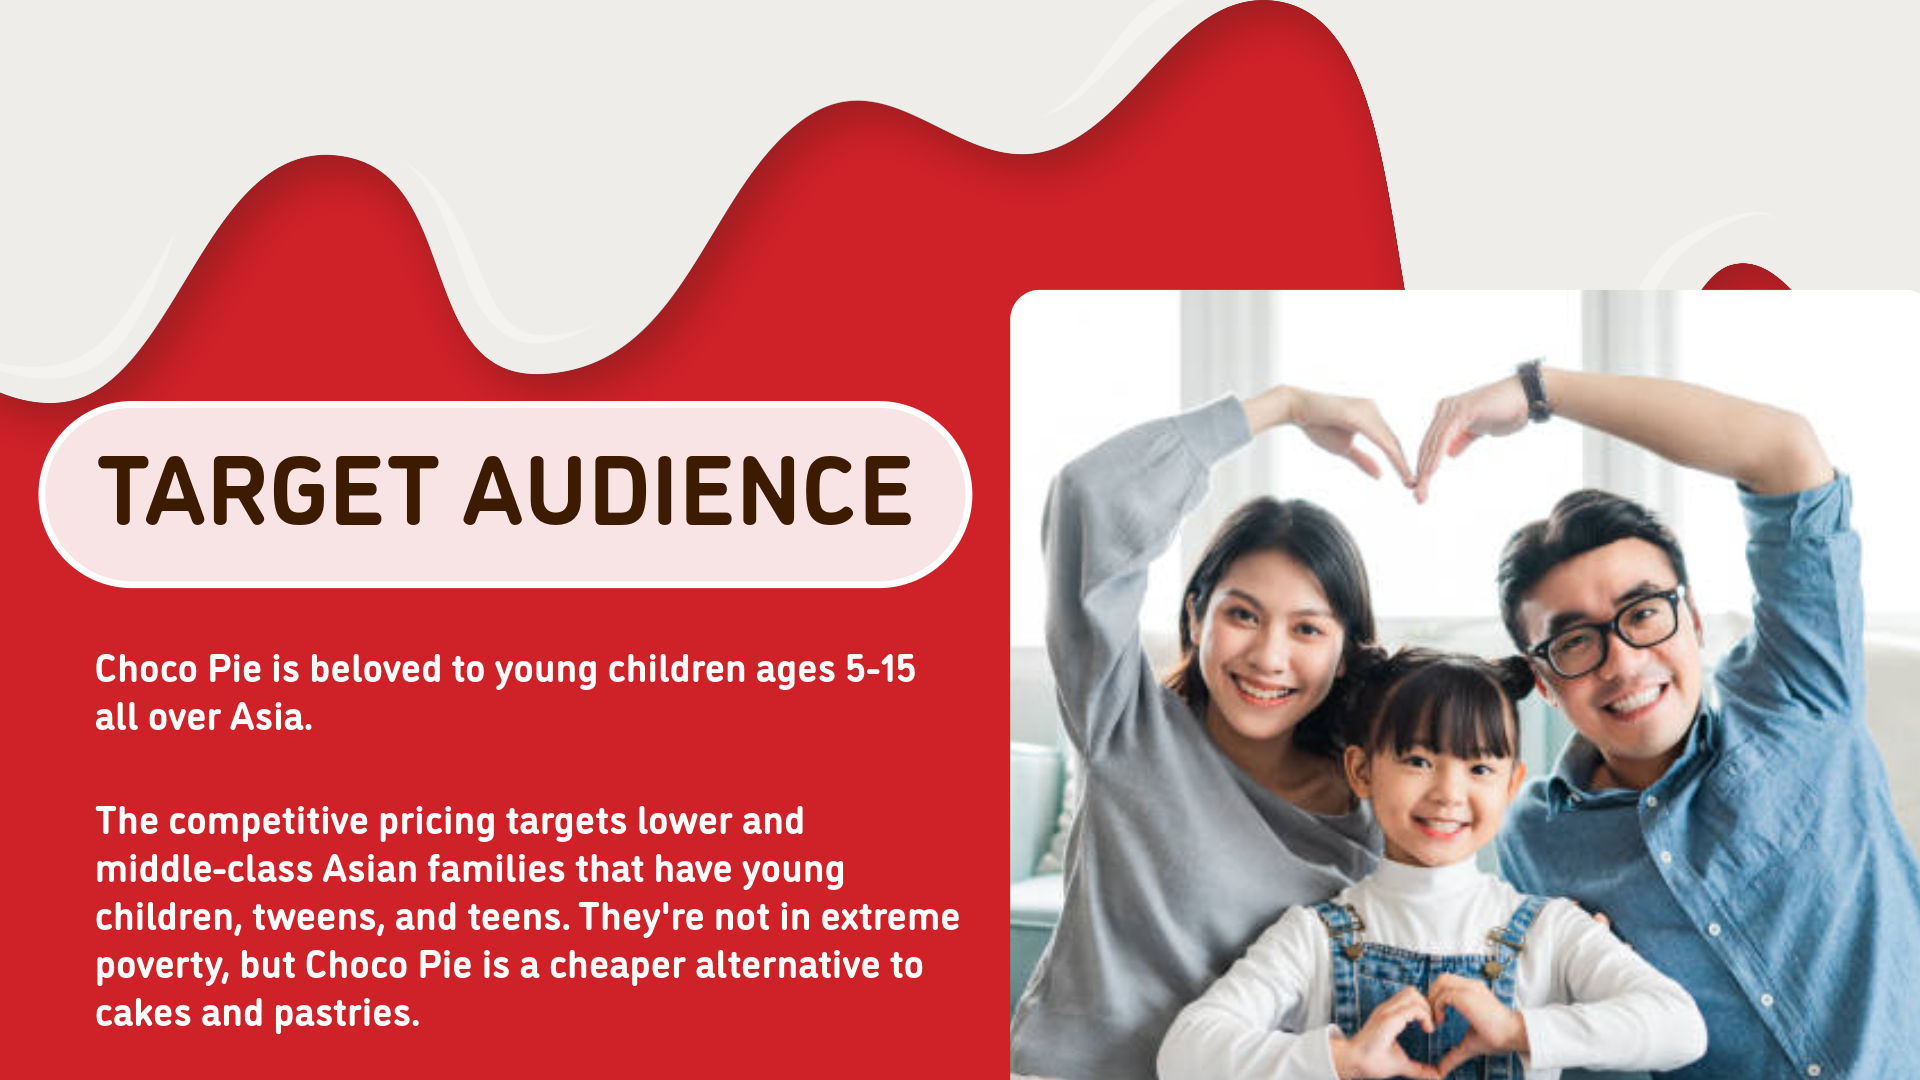 TARGET AUDIENCE
Choco Pie is beloved to young children ages 5-15
all over Asia.
The competitive pricing targets lower and
middle-class Asian families that have young
children, tweens, and teens. They're not in extreme
poverty, but Choco Pie is a cheaper alternative to
cakes and pastries.